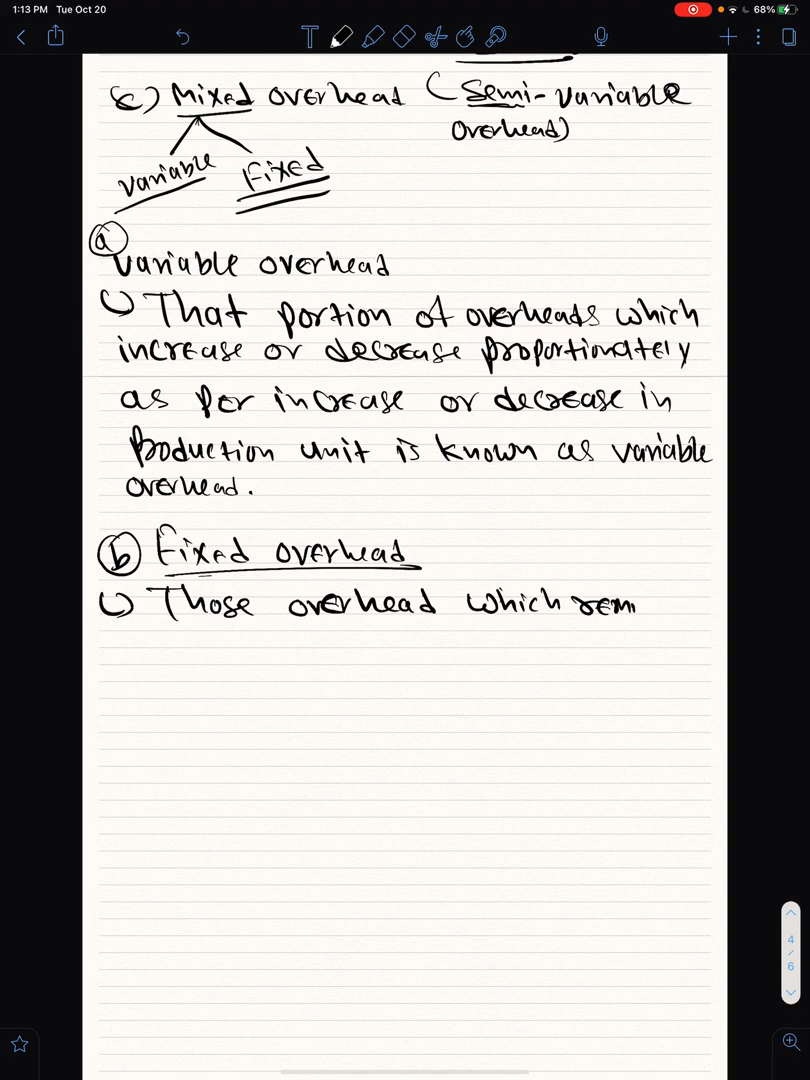 1:13 PM Tue Oct 20
68%
c) Mixed overhead (Semi-variable
overhead)
variable Fixed
a
variable overhead
That portion of overheads which
increase or decrease proportionately
as per increase or decrease in
Production unit is known as variable
overhead.
b Fixed overhead
Those overhead which rem
4
/
6